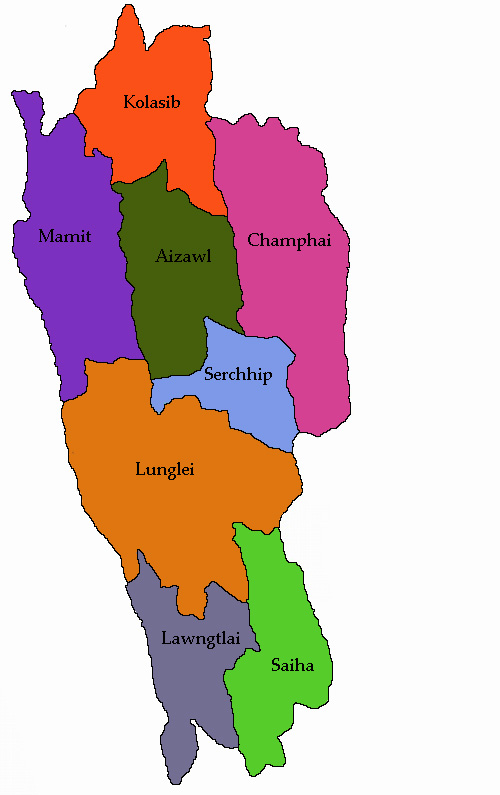 Kolasib
Mamit
Aizawl
Champhai
Serchhip
Lunglei
Lawngtlai
Saiha